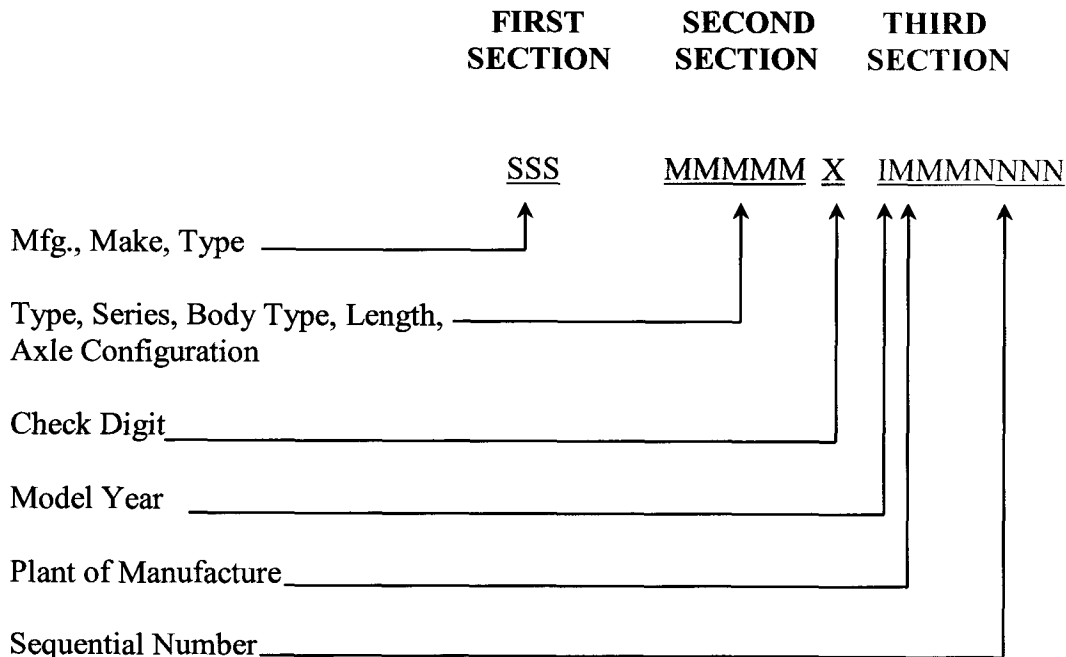 FIRST SECOND THIRD
SECTION SECTION SECTION
SSS MMMMM X IMMMNNNN
Mfg., Make, Type
Type, Series, Body Type, Length,
Axle Configuration
Check Digit
Model Year
Plant of Manufacture
Sequential Number